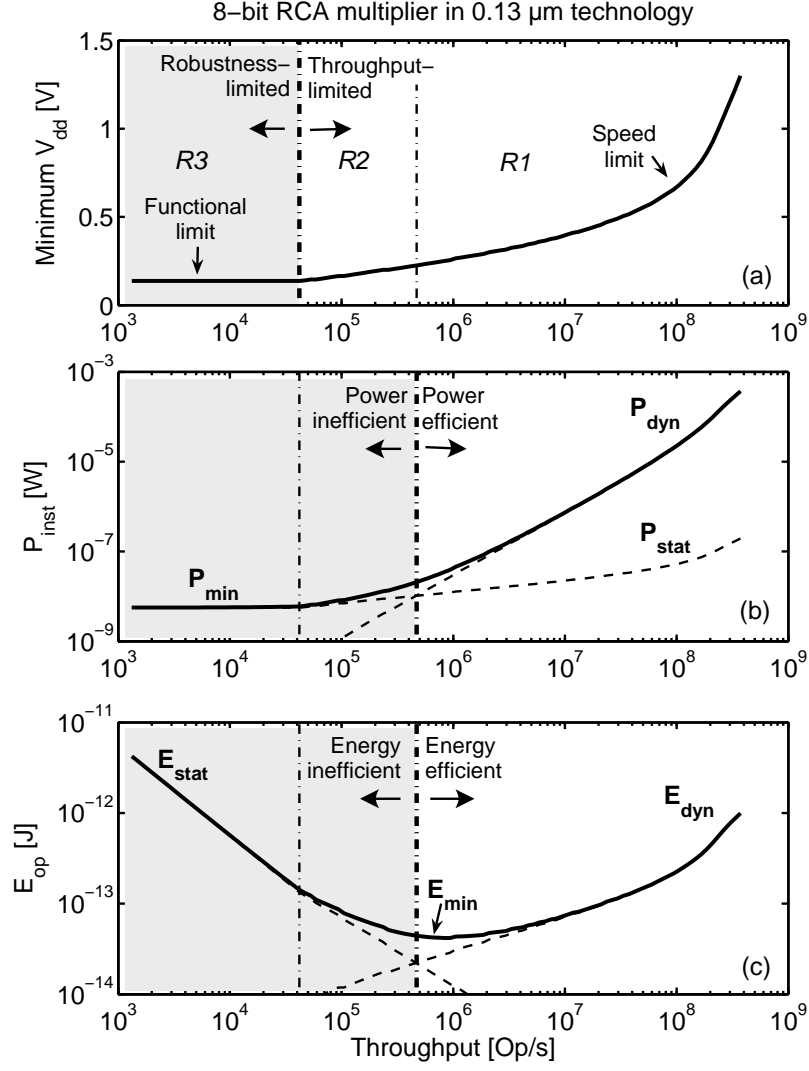 8−bit RCA multiplier in 0.13 µm technology
1.5
1
0.5
0
Minimum V_dd [V]
Robustness−
limited
Throughput−
limited
R3
R2
R1
Speed
limit
Functional
limit
(a)
10^3
10^4
10^5
10^6
10^7
10^8
10^9
10^−3
10^−5
10^−7
10^−9
P_inst [W]
Power
inefficient
Power
efficient
P_dyn
P_stat
P_min
(b)
10^3
10^4
10^5
10^6
10^7
10^8
10^9
10^−11
10^−12
10^−13
10^−14
E_op [J]
Energy
inefficient
Energy
efficient
E_stat
E_dyn
E_min
(c)
10^3
10^4
10^5
10^6
10^7
10^8
10^9
Throughput [Op/s]